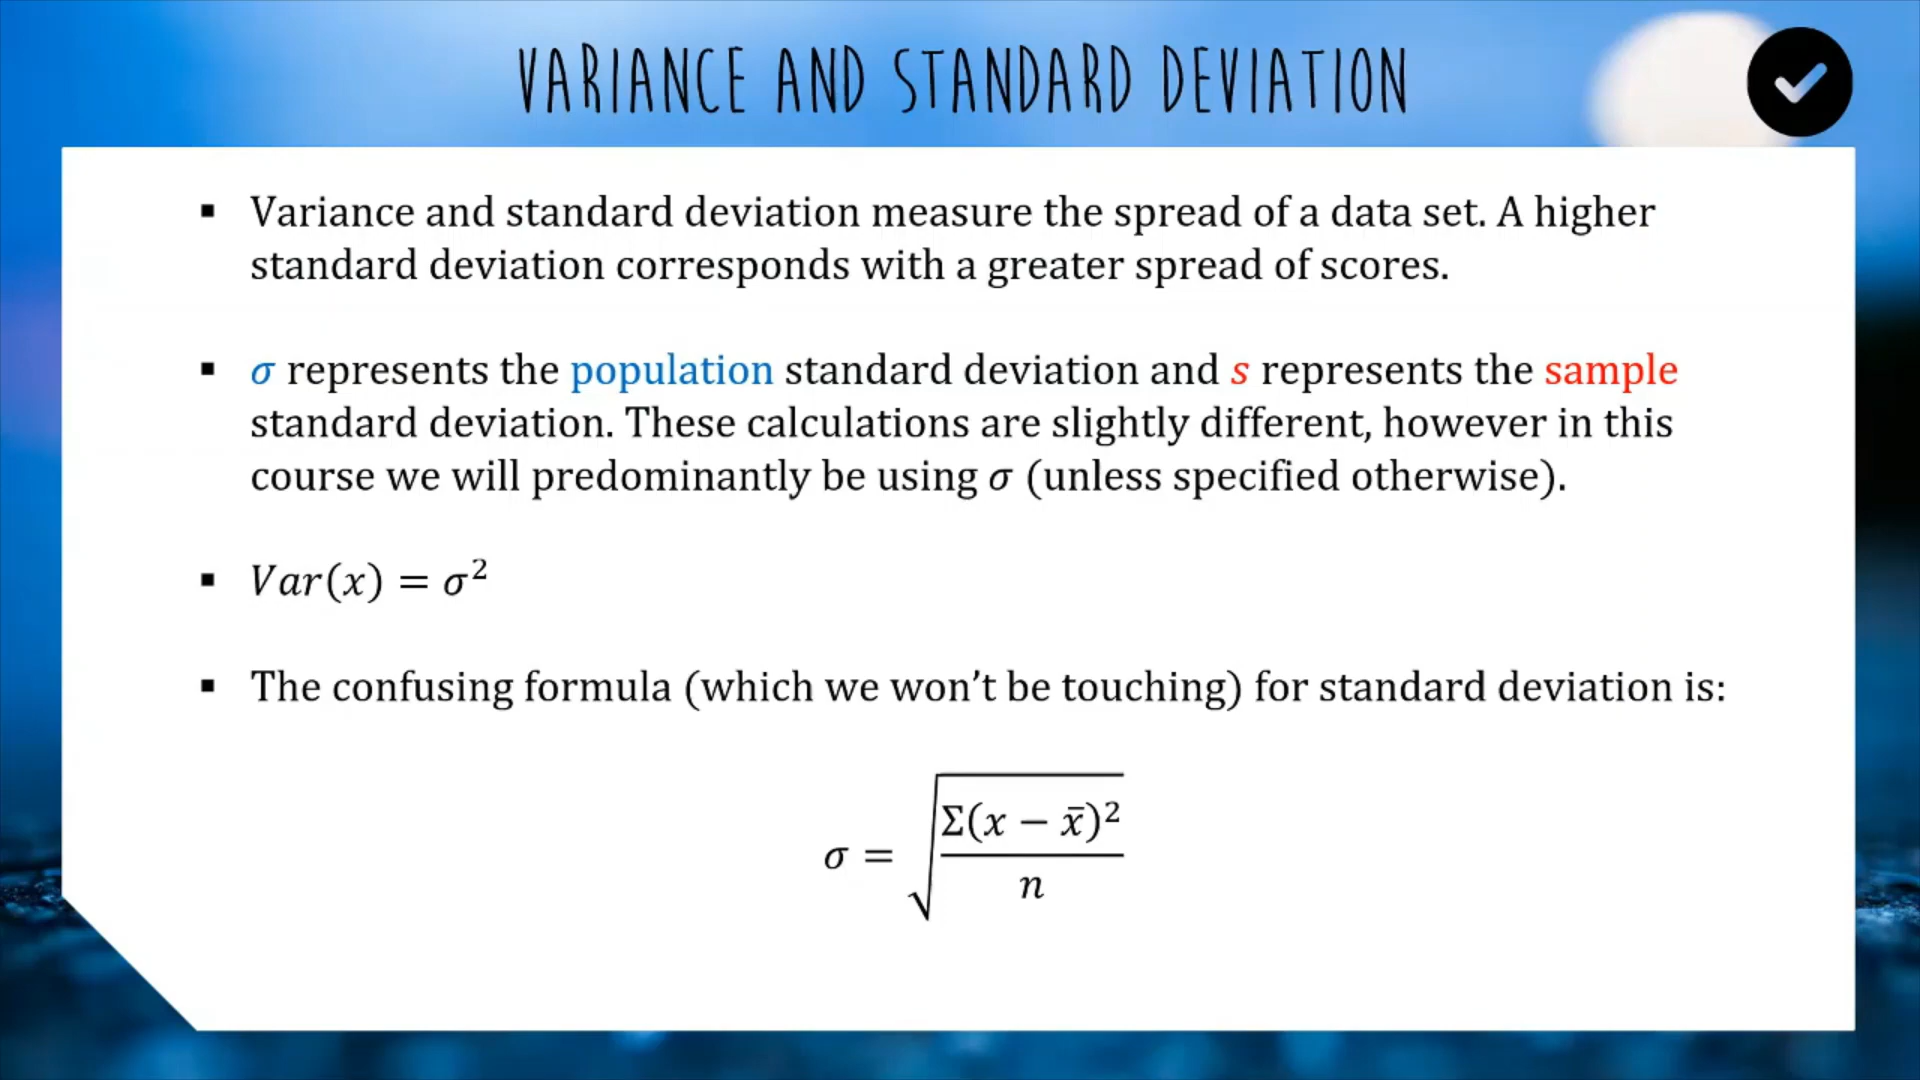 VARIANCE AND STANDARD DEVIATION
▪ Variance and standard deviation measure the spread of a data set. A higher
standard deviation corresponds with a greater spread of scores.
▪ σ represents the population standard deviation and s represents the sample
standard deviation. These calculations are slightly different, however in this
course we will predominantly be using σ (unless specified otherwise).
▪ Var(x) = σ²
▪ The confusing formula (which we won’t be touching) for standard deviation is:
σ = √(Σ(x − x̄)² / n)